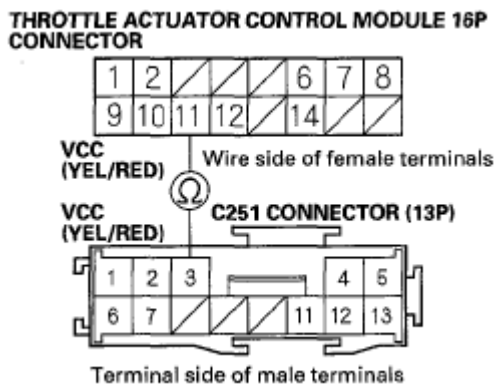 THROTTLE ACTUATOR CONTROL MODULE 16P
CONNECTOR
1 2 6 7 8
9 10 11 12 14
VCC
(YEL/RED)
Wire side of female terminals
Ω
VCC
(YEL/RED)
C251 CONNECTOR (13P)
1 2 3 4 5
6 7 11 12 13
Terminal side of male terminals